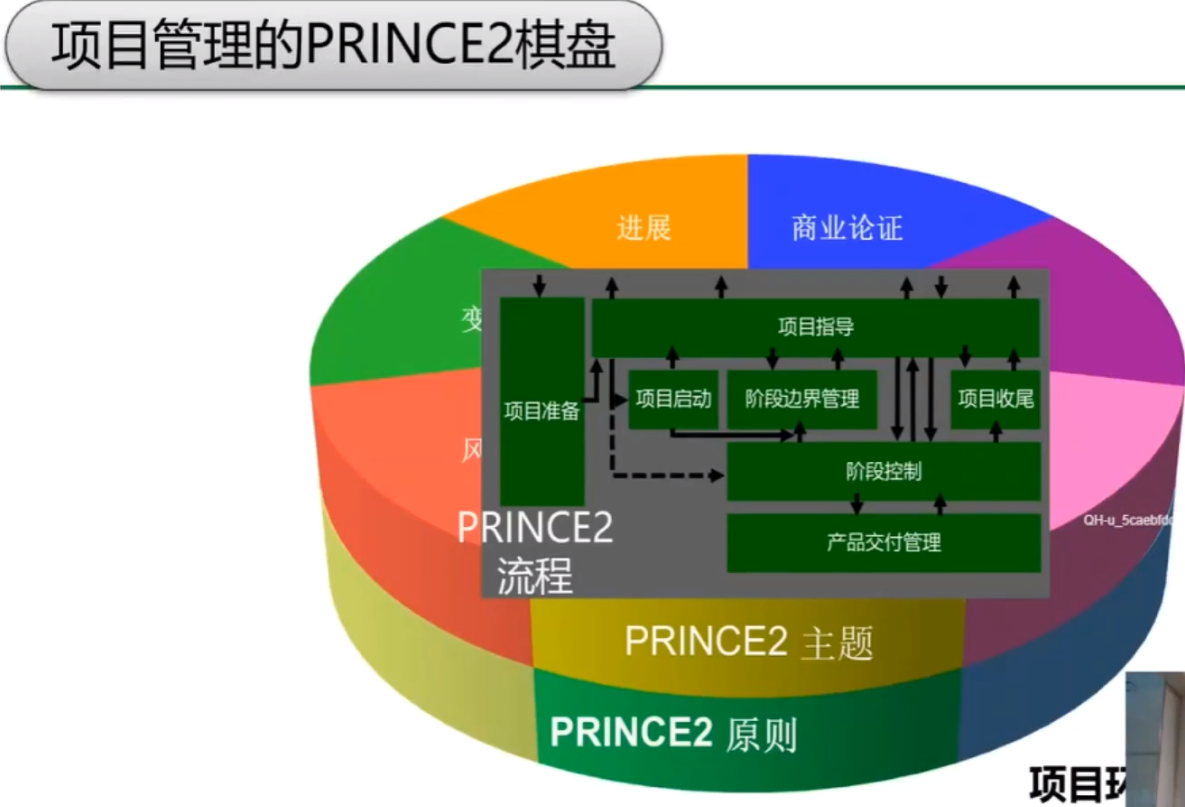 项目管理的PRINCE2棋盘
进展
商业论证
变
项目指导
项目准备
项目启动
阶段边界管理
项目收尾
风
阶段控制
QH-u_5caebfdc
产品交付管理
PRINCE2
流程
PRINCE2 主题
PRINCE2 原则
项目环